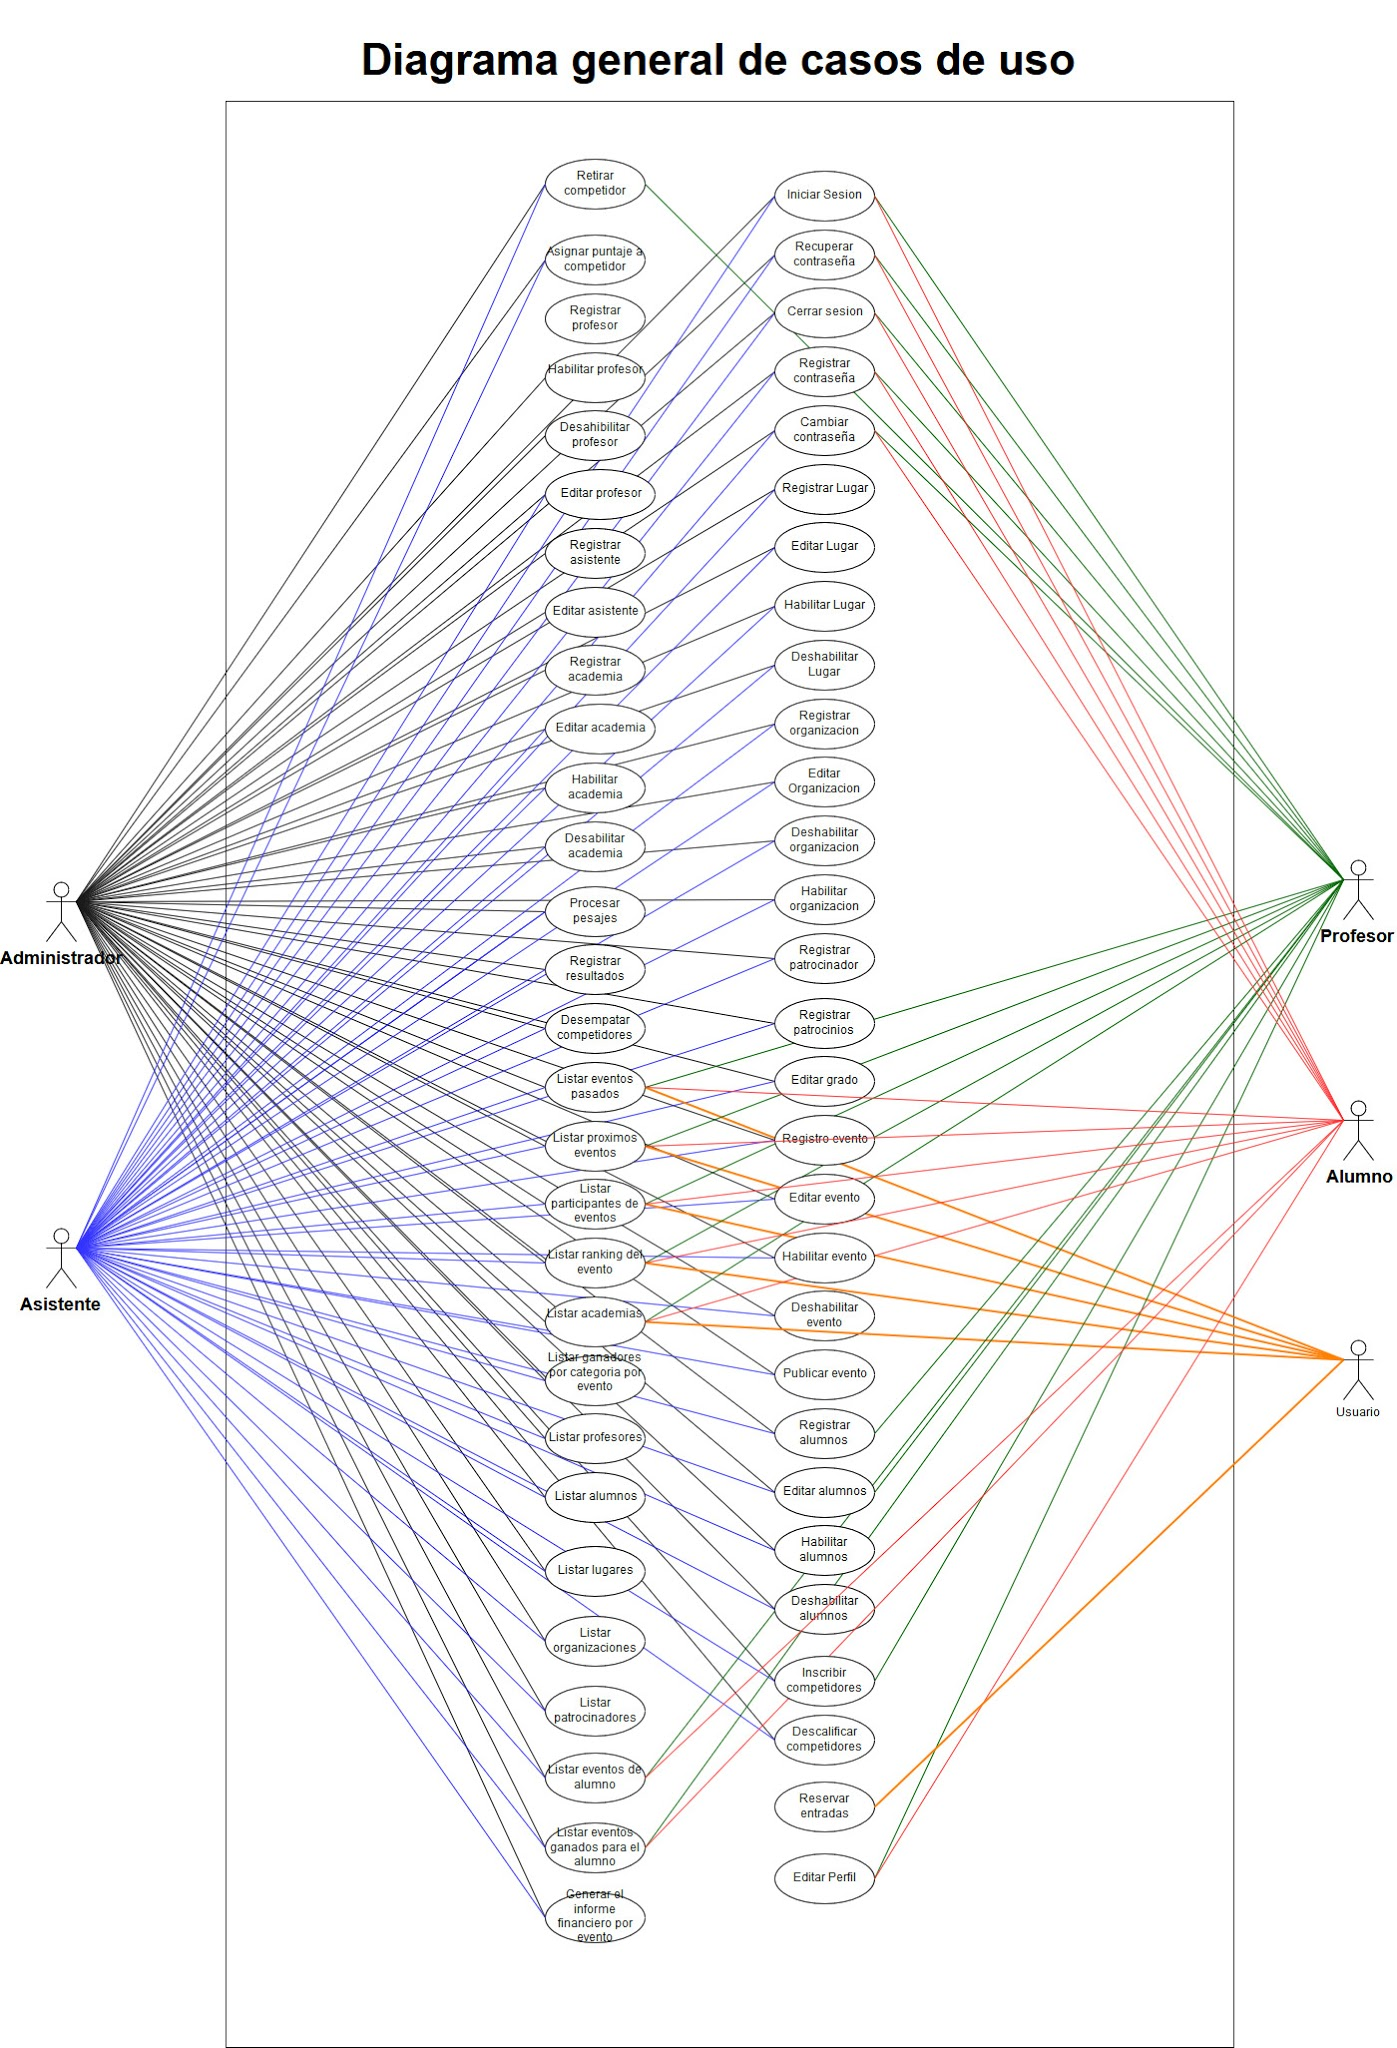 Diagrama general de casos de uso
Retirar
competidor
Asignar puntaje a
competidor
Registrar
profesor
Habilitar profesor
Desahibilitar
profesor
Editar profesor
Registrar
asistente
Editar asistente
Registrar
academia
Editar academia
Habilitar
academia
Desabilitar
academia
Procesar
pesajes
Registrar
resultados
Desempatar
competidores
Listar eventos
pasados
Listar proximos
eventos
Listar
participantes de
eventos
Listar ranking del
evento
Listar academias
Listar ganadores
por categoria por
evento
Listar profesores
Listar alumnos
Listar lugares
Listar
organizaciones
Listar
patrocinadores
Listar eventos de
alumno
Listar eventos
ganados para el
alumno
Generar el
informe
financiero por
evento
Iniciar Sesion
Recuperar
contraseña
Cerrar sesion
Registrar
contraseña
Cambiar
contraseña
Registrar Lugar
Editar Lugar
Habilitar Lugar
Deshabilitar
Lugar
Registrar
organizacion
Editar
Organizacion
Deshabilitar
organizacion
Habilitar
organizacion
Registrar
patrocinador
Registrar
patrocinios
Editar grado
Registro evento
Editar evento
Habilitar evento
Deshabilitar
evento
Publicar evento
Registrar
alumnos
Editar alumnos
Habilitar
alumnos
Deshabilitar
alumnos
Inscribir
competidores
Descalificar
competidores
Reservar
entradas
Editar Perfil
Administrador
Asistente
Profesor
Alumno
Usuario